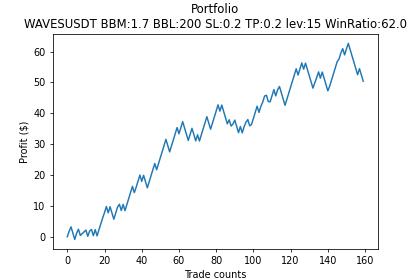 Portfolio
WAVESUSDT BBM:1.7 BBL:200 SL:0.2 TP:0.2 lev:15 WinRatio:62.0
60
50
40
30
20
10
0
Profit ($)
0 20 40 60 80 100 120 140 160
Trade counts